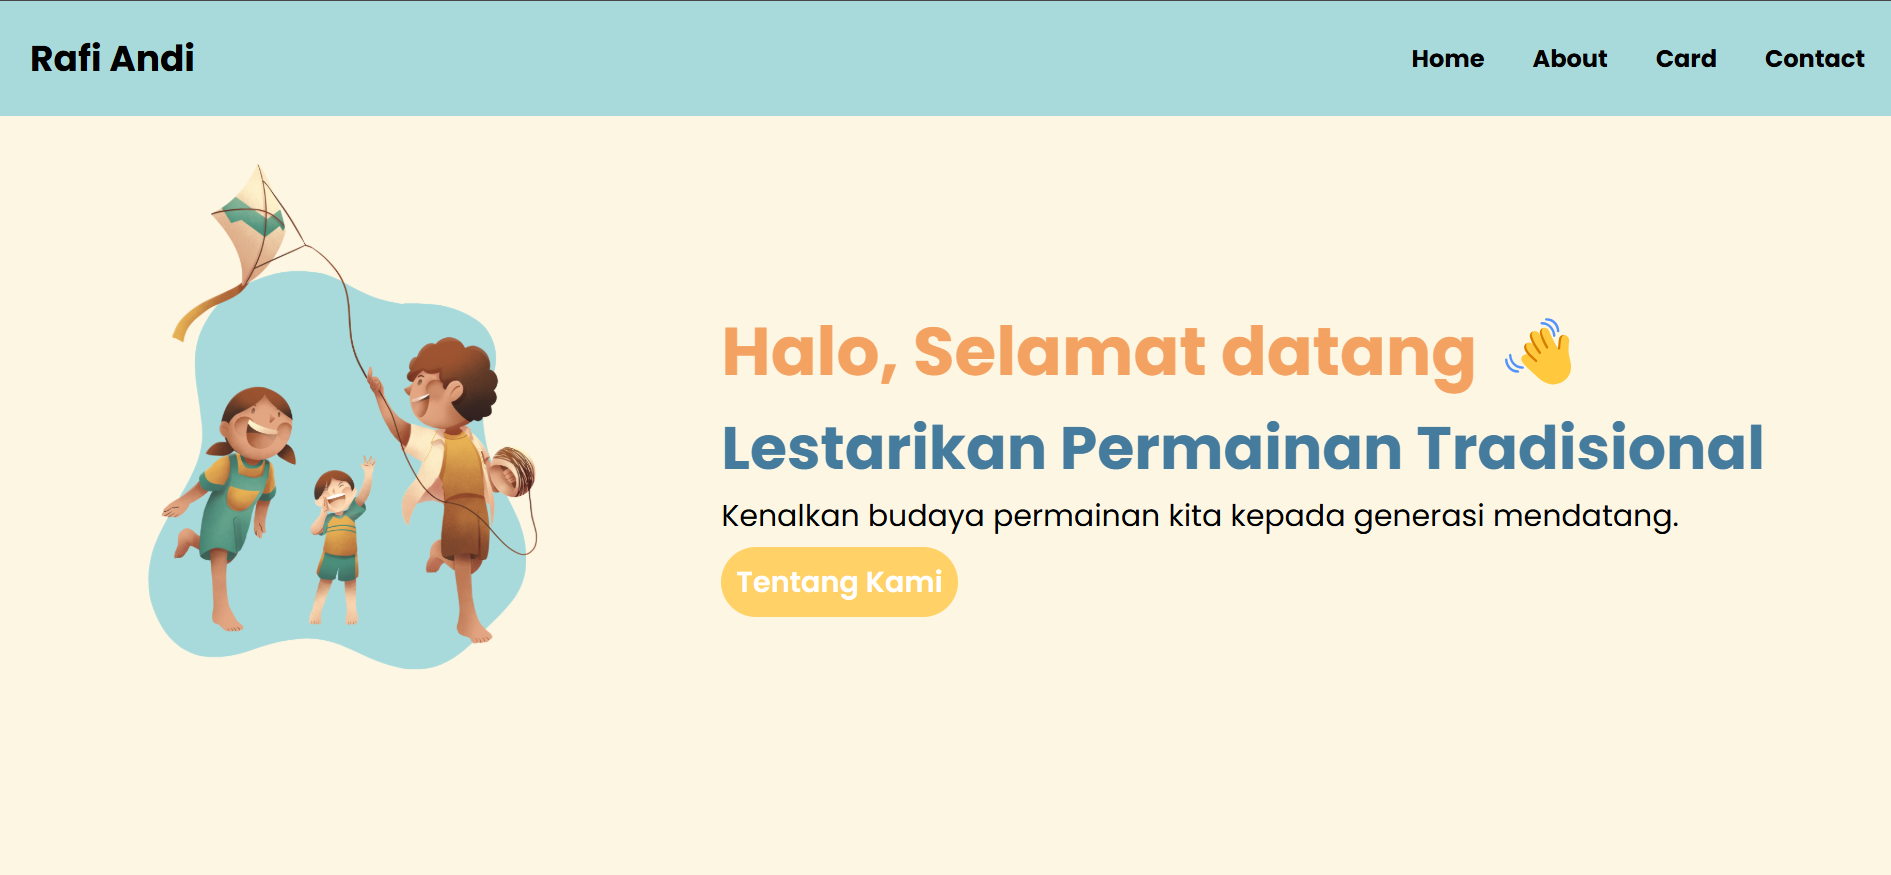 Rafi Andi
Home About Card Contact
Halo, Selamat datang 👋
Lestarikan Permainan Tradisional
Kenalkan budaya permainan kita kepada generasi mendatang.
Tentang Kami